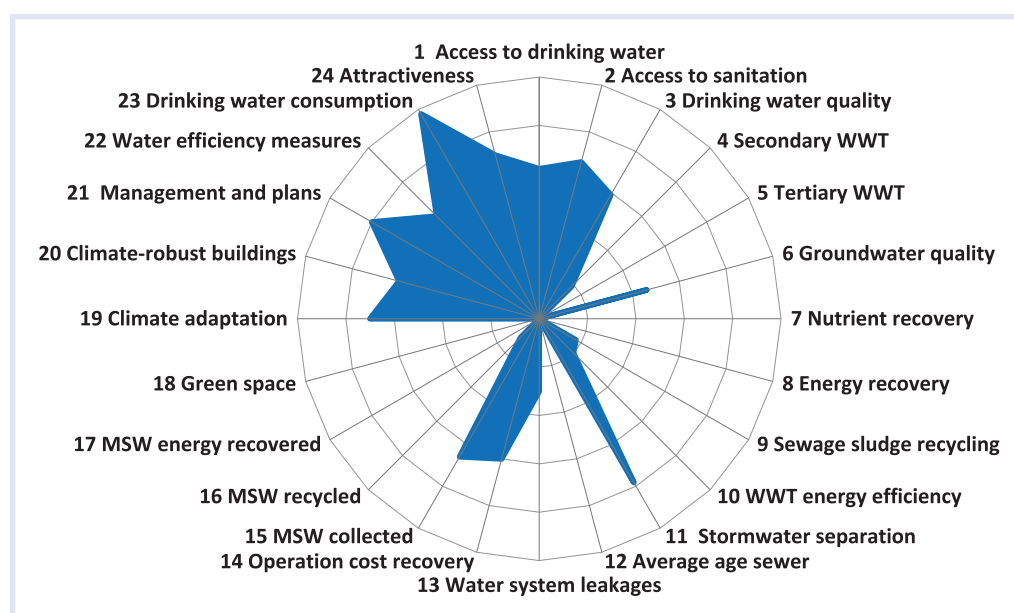 1 Access to drinking water
2 Access to sanitation
3 Drinking water quality
4 Secondary WWT
5 Tertiary WWT
6 Groundwater quality
7 Nutrient recovery
8 Energy recovery
9 Sewage sludge recycling
10 WWT energy efficiency
11 Stormwater separation
12 Average age sewer
13 Water system leakages
14 Operation cost recovery
15 MSW collected
16 MSW recycled
17 MSW energy recovered
18 Green space
19 Climate adaptation
20 Climate-robust buildings
21 Management and plans
22 Water efficiency measures
23 Drinking water consumption
24 Attractiveness